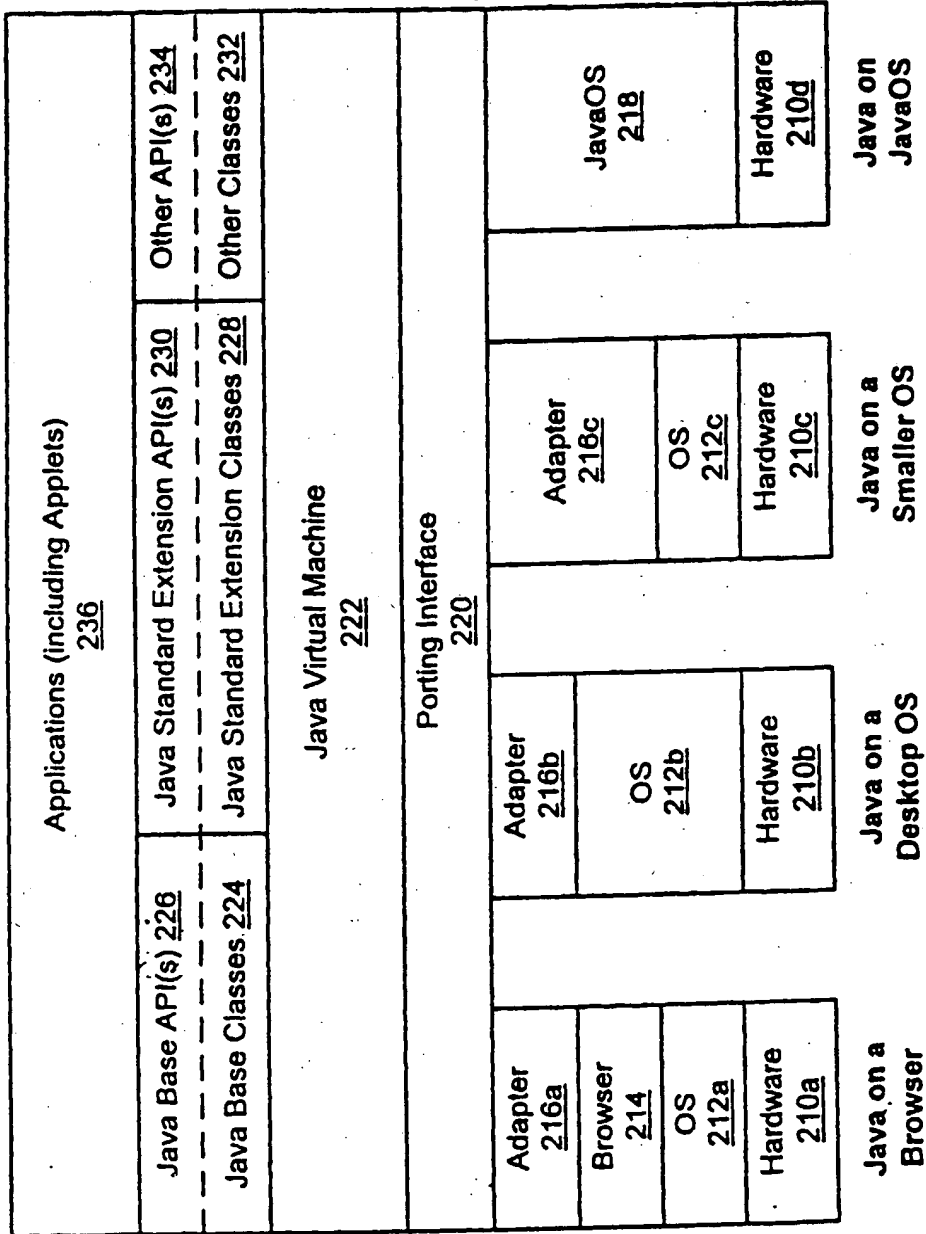 Applications (including Applets)
236
Java Base API(s) 226
Java Standard Extension API(s) 230
Other API(s) 234
Java Base Classes 224
Java Standard Extension Classes 228
Other Classes 232
Java Virtual Machine
222
Porting Interface
220
Adapter
216a
Browser
214
OS
212a
Hardware
210a
Java on a
Browser
Adapter
216b
OS
212b
Hardware
210b
Java on a
Desktop OS
Adapter
216c
OS
212c
Hardware
210c
Java on a
Smaller OS
JavaOS
218
Hardware
210d
Java on
JavaOS